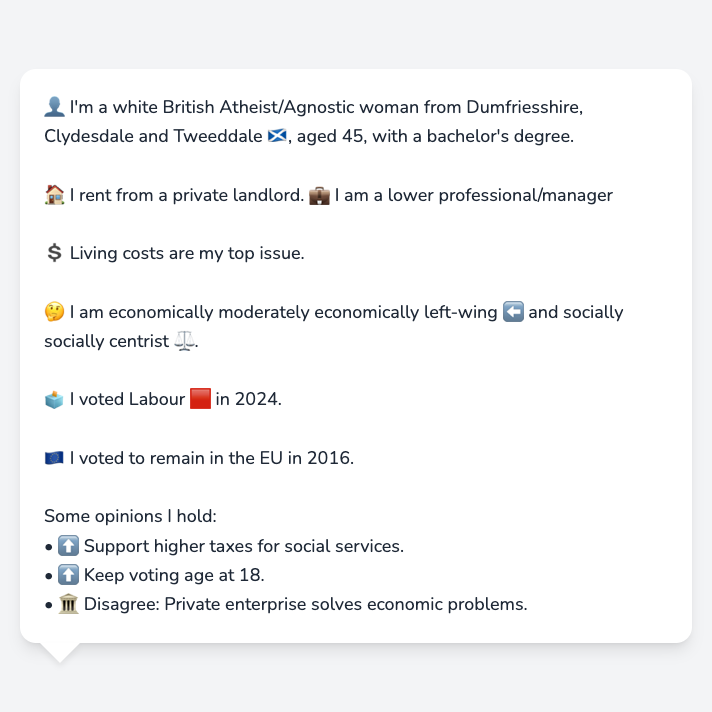 👤 I'm a white British Atheist/Agnostic woman from Dumfriesshire,
Clydesdale and Tweeddale 🏴󠁧󠁢󠁳󠁣󠁴󠁿, aged 45, with a bachelor's degree.
🏠 I rent from a private landlord. 💼 I am a lower professional/manager
💲 Living costs are my top issue.
🤔 I am economically moderately economically left-wing ⬅️ and socially
socially centrist ⚖️.
🗳️ I voted Labour 🟥 in 2024.
🇪🇺 I voted to remain in the EU in 2016.
Some opinions I hold:
• ⬆️ Support higher taxes for social services.
• ⬆️ Keep voting age at 18.
• 🏛️ Disagree: Private enterprise solves economic problems.